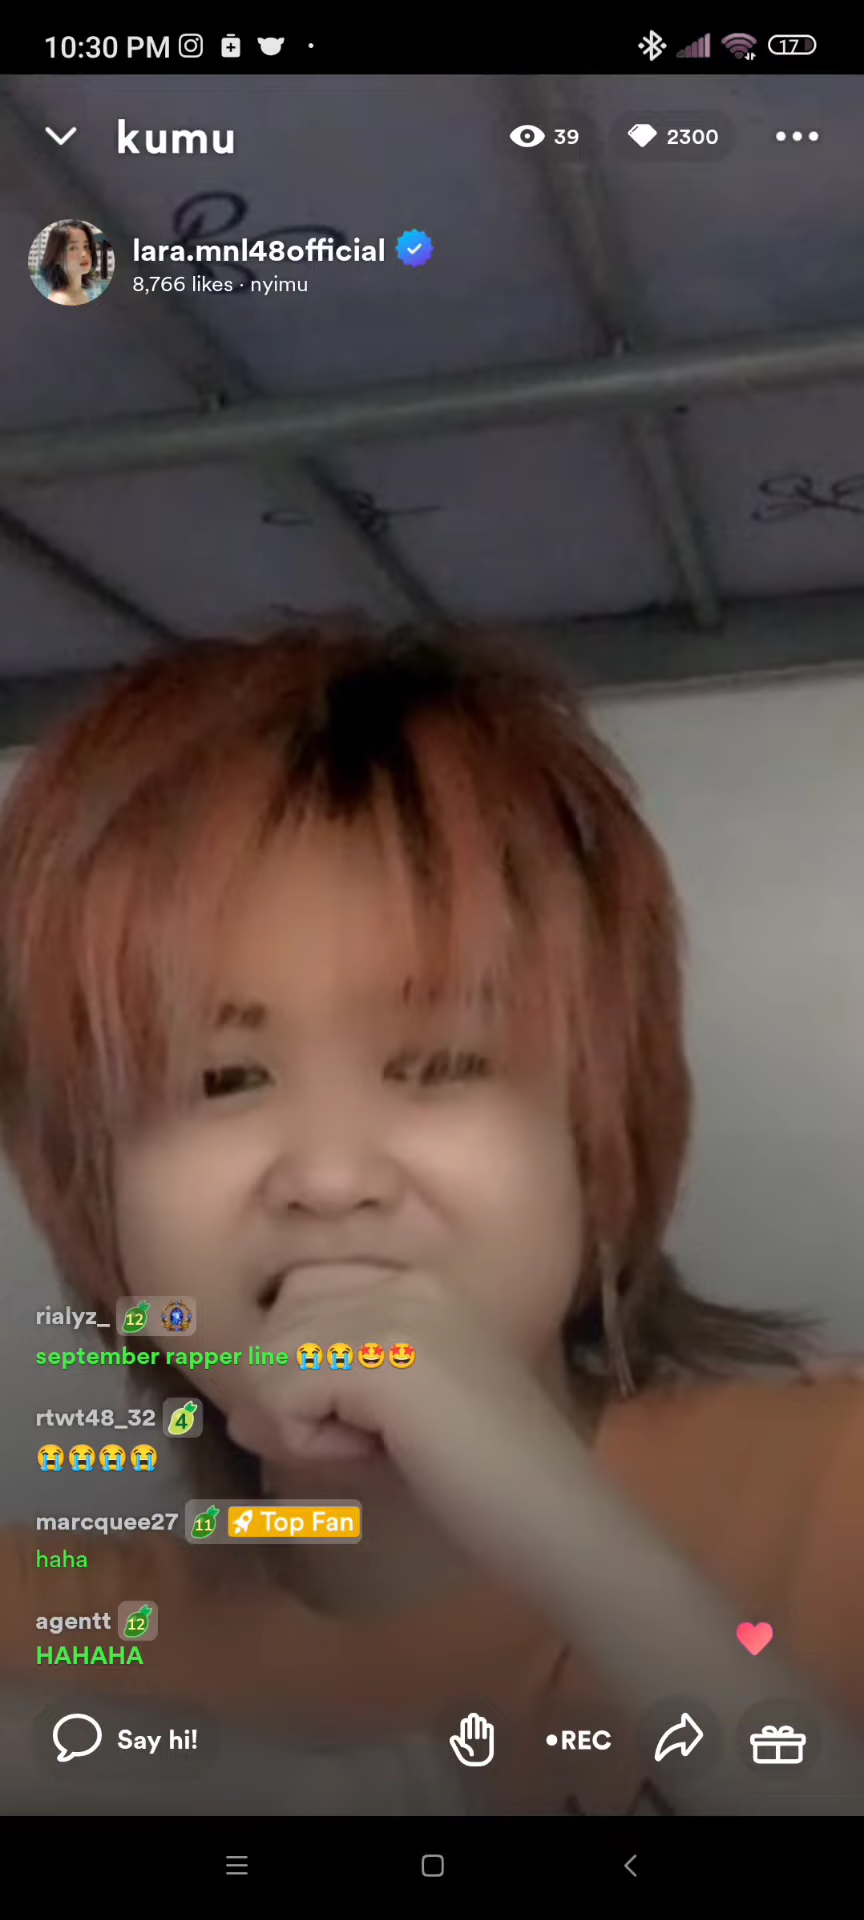 10:30 PM
17
kumu
39
2300
lara.mnl48official
8,766 likes · nyimu
rialyz_ 12
september rapper line 😭😭🤩🤩
rtwt48_32 4
😭😭😭😭
marcquee27 11 Top Fan
haha
agentt 12
HAHAHA
Say hi!
•REC